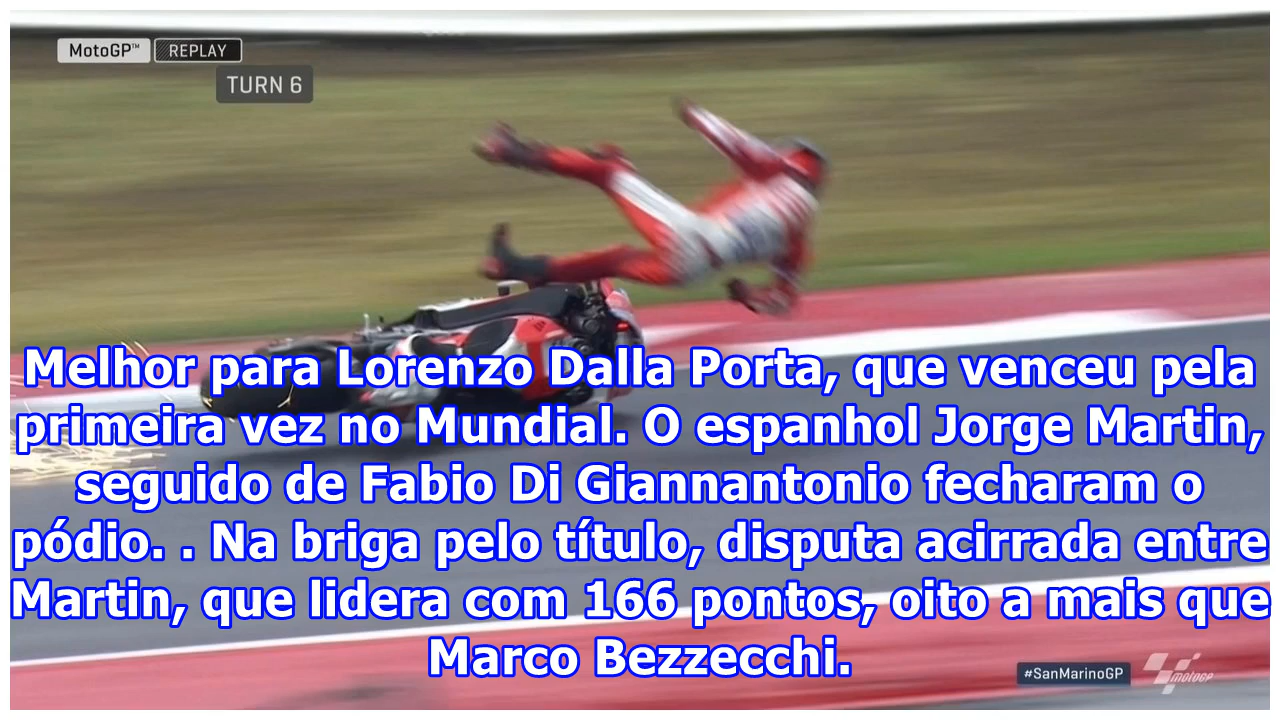 MotoGP™ REPLAY
TURN 6
Melhor para Lorenzo Dalla Porta, que venceu pela
primeira vez no Mundial. O espanhol Jorge Martin,
seguido de Fabio Di Giannantonio fecharam o
pódio. . Na briga pelo título, disputa acirrada entre
Martin, que lidera com 166 pontos, oito a mais que
Marco Bezzecchi.
#SanMarinoGP motoGP